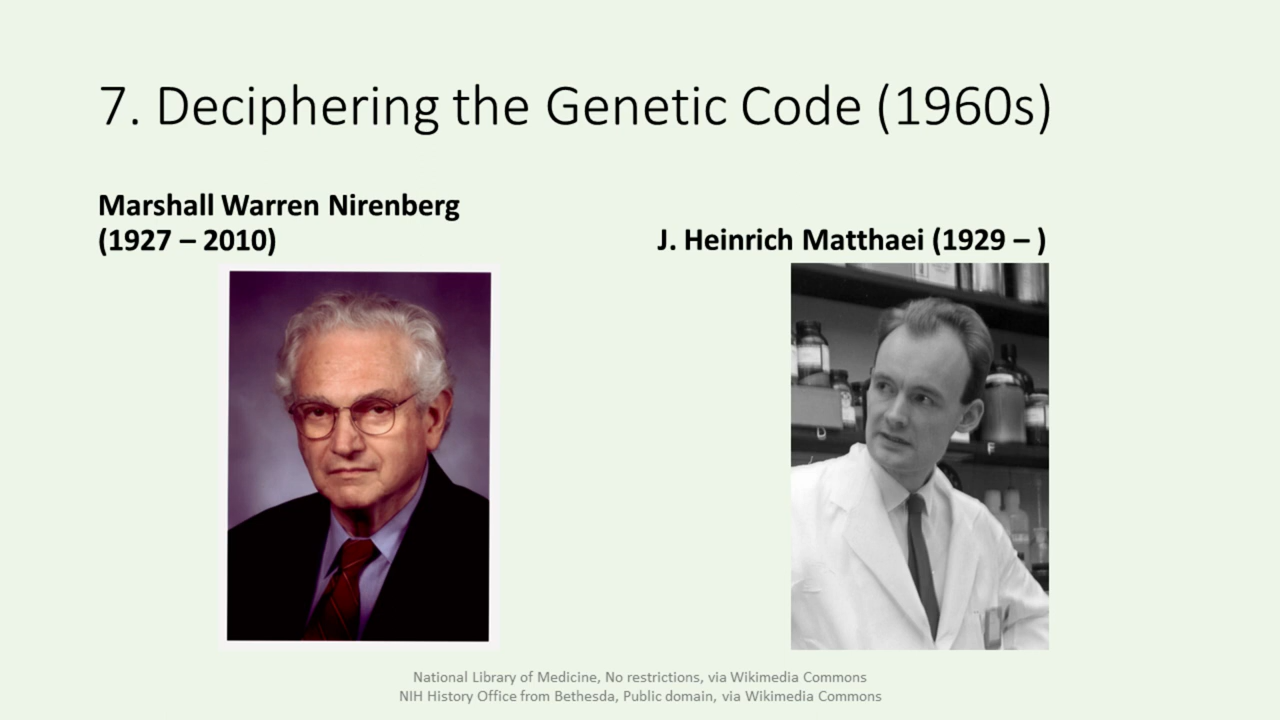 7. Deciphering the Genetic Code (1960s)
Marshall Warren Nirenberg
(1927 – 2010)
J. Heinrich Matthaei (1929 – )
D
F
National Library of Medicine, No restrictions, via Wikimedia Commons
NIH History Office from Bethesda, Public domain, via Wikimedia Commons